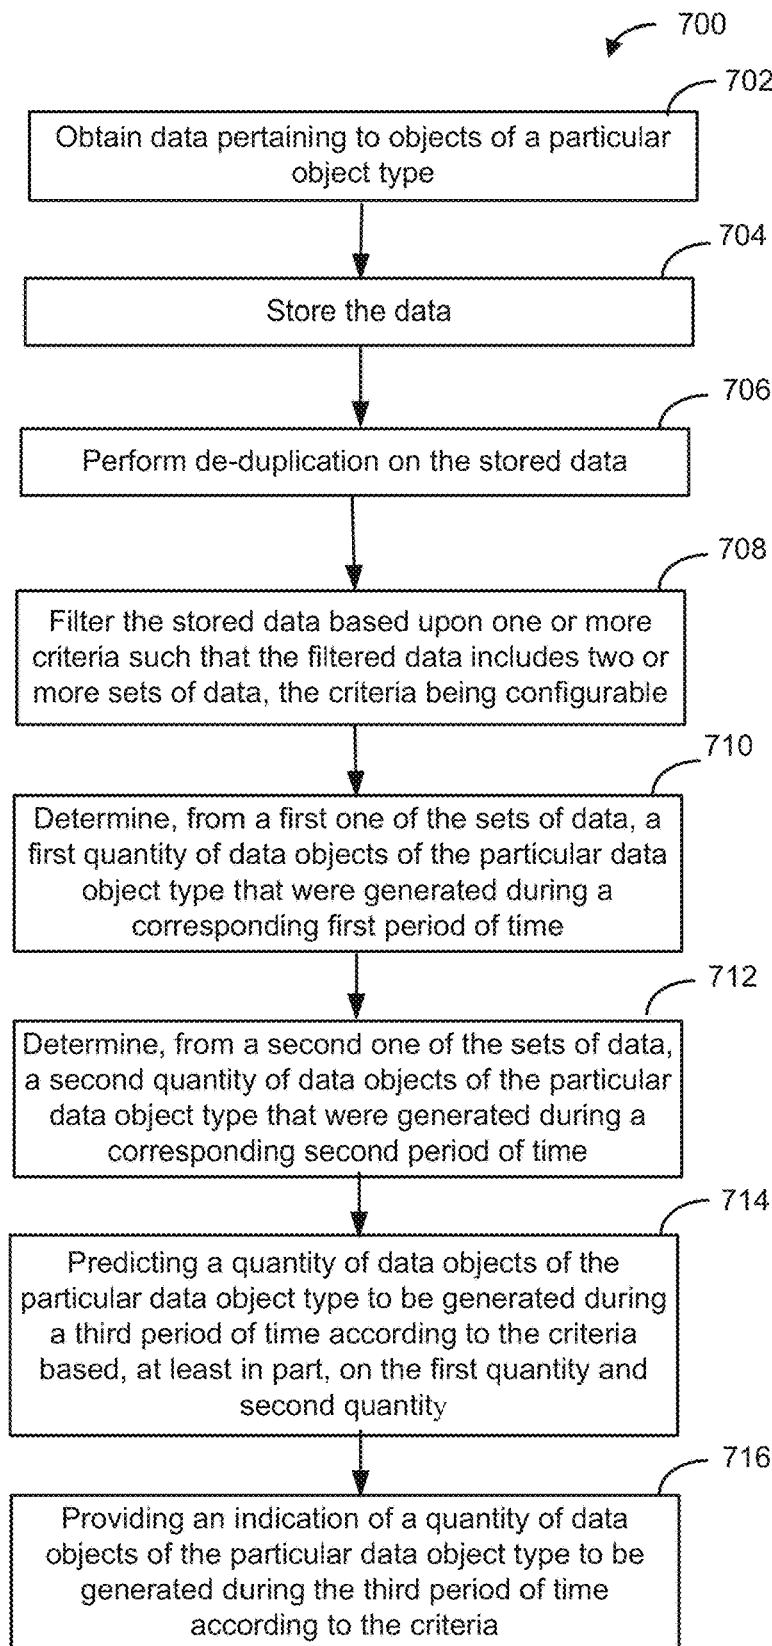 700
702
Obtain data pertaining to objects of a particular
object type
704
Store the data
706
Perform de-duplication on the stored data
708
Filter the stored data based upon one or more
criteria such that the filtered data includes two or
more sets of data, the criteria being configurable
710
Determine, from a first one of the sets of data, a
first quantity of data objects of the particular data
object type that were generated during a
corresponding first period of time
712
Determine, from a second one of the sets of data,
a second quantity of data objects of the particular
data object type that were generated during a
corresponding second period of time
714
Predicting a quantity of data objects of the
particular data object type to be generated during
a third period of time according to the criteria
based, at least in part, on the first quantity and
second quantity
716
Providing an indication of a quantity of data
objects of the particular data object type to be
generated during the third period of time
according to the criteria